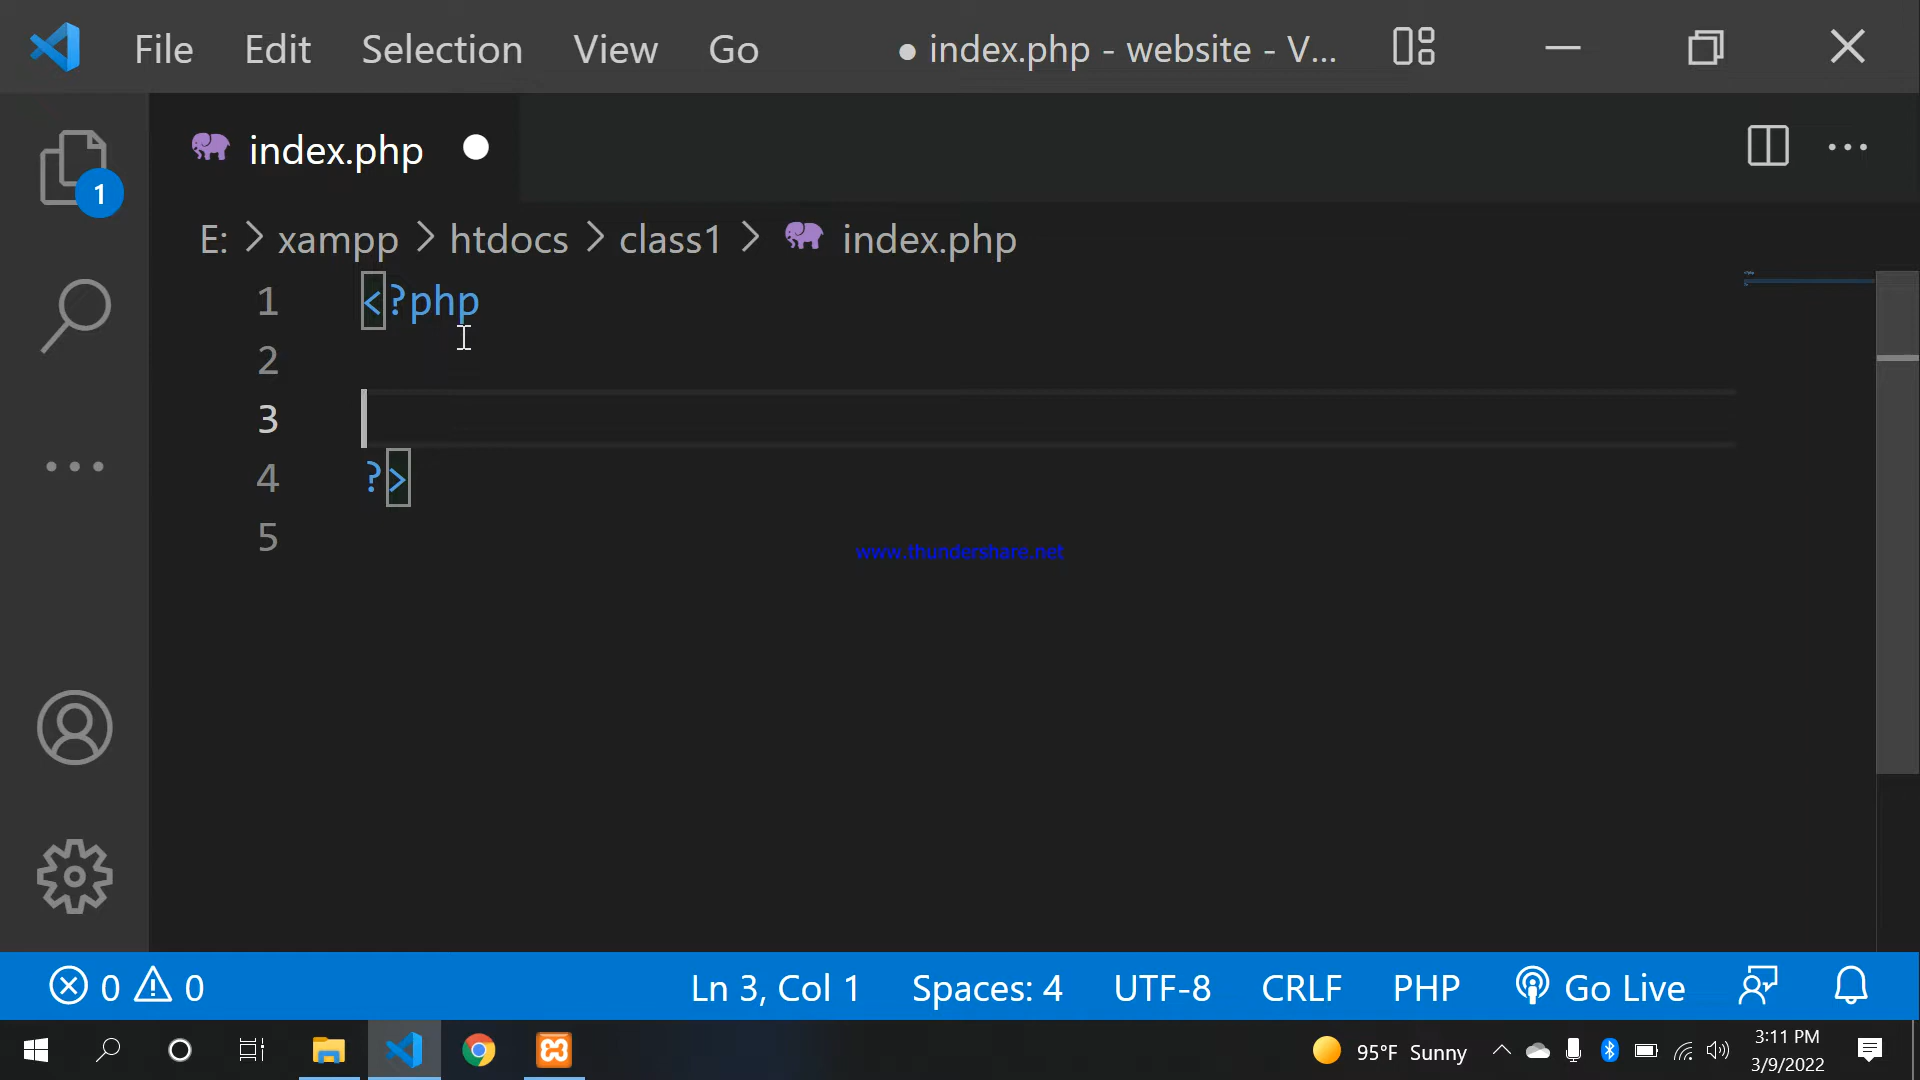 File Edit Selection View Go ● index.php - website - V...
1
index.php
E: > xampp > htdocs > class1 > index.php
1 <?php
2
3
4 ?>
5
www.thundershare.net
0 0 Ln 3, Col 1 Spaces: 4 UTF-8 CRLF PHP Go Live
95°F Sunny 3:11 PM
3/9/2022